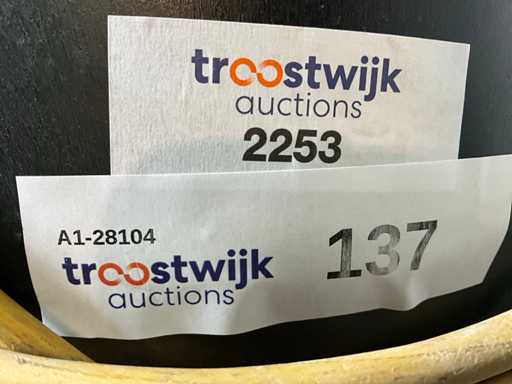 troostwijk
auctions
2253
A1-28104
troostwijk
auctions
137